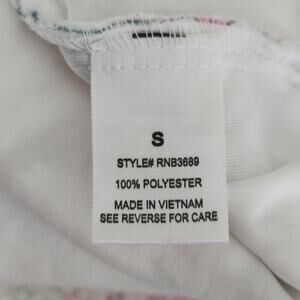 S
STYLE# RNB3689
100% POLYESTER
MADE IN VIETNAM
SEE REVERSE FOR CARE